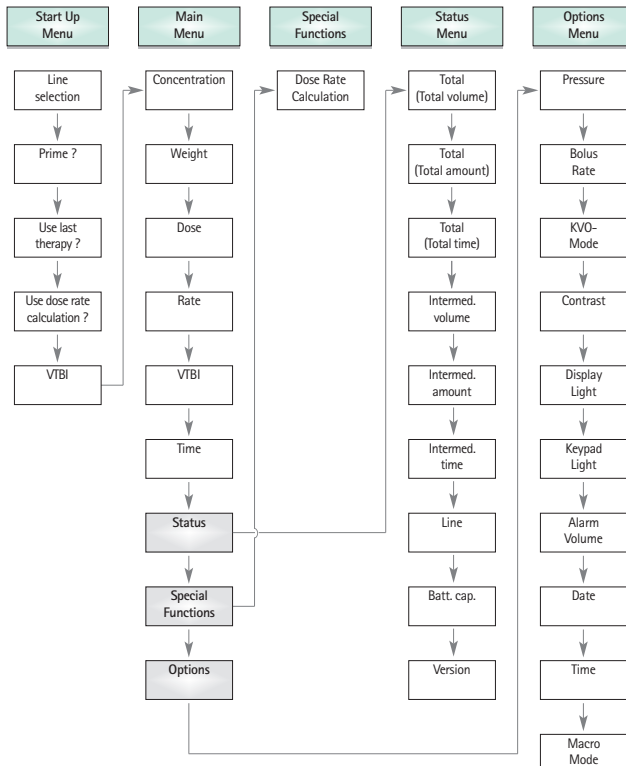 Start Up
Menu
Main
Menu
Special
Functions
Status
Menu
Options
Menu
Line
selection
Prime ?
Use last
therapy ?
Use dose rate
calculation ?
VTBI
Concentration
Weight
Dose
Rate
VTBI
Time
Status
Special
Functions
Options
Dose Rate
Calculation
Total
(Total volume)
Total
(Total amount)
Total
(Total time)
Intermed.
volume
Intermed.
amount
Intermed.
time
Line
Batt. cap.
Version
Pressure
Bolus
Rate
KVO-
Mode
Contrast
Display
Light
Keypad
Light
Alarm
Volume
Date
Time
Macro
Mode